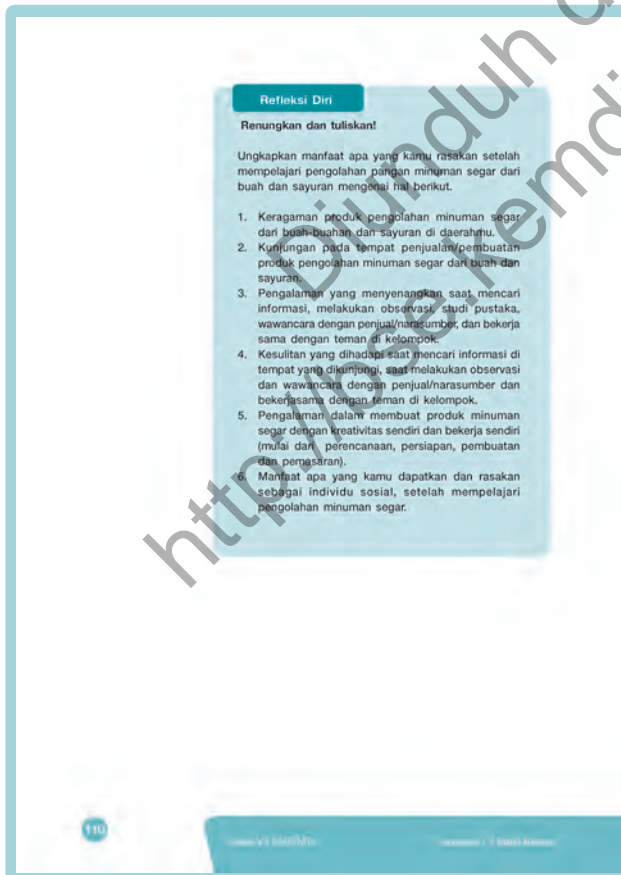 Refleksi Diri
Renungkan dan tuliskan!
Ungkapkan manfaat apa yang kamu rasakan setelah
mempelajari pengolahan pangan minuman segar dari
buah dan sayuran mengenai hal berikut.
1. Keragaman produk pengolahan minuman segar
dari buah-buahan dan sayuran di daerahmu.
2. Kunjungan pada tempat penjualan/pembuatan
produk pengolahan minuman segar dari buah dan
sayuran.
3. Pengalaman yang menyenangkan saat mencari
informasi, melakukan observasi, studi pustaka,
wawancara dengan penjual/narasumber, dan bekerja
sama dengan teman di kelompok.
4. Kesulitan yang dihadapi saat mencari informasi di
tempat yang dikunjungi, saat melakukan observasi
dan wawancara dengan penjual/narasumber dan
bekerjasama dengan teman di kelompok.
5. Pengalaman dalam membuat produk minuman
segar dengan kreativitas sendiri dan bekerja sendiri
(mulai dari perencanaan, persiapan, pembuatan
dan pemasaran).
6. Manfaat apa yang kamu dapatkan dan rasakan
sebagai individu sosial, setelah mempelajari
pengolahan minuman segar.
Diunduh d
http://bse.kemdi
110